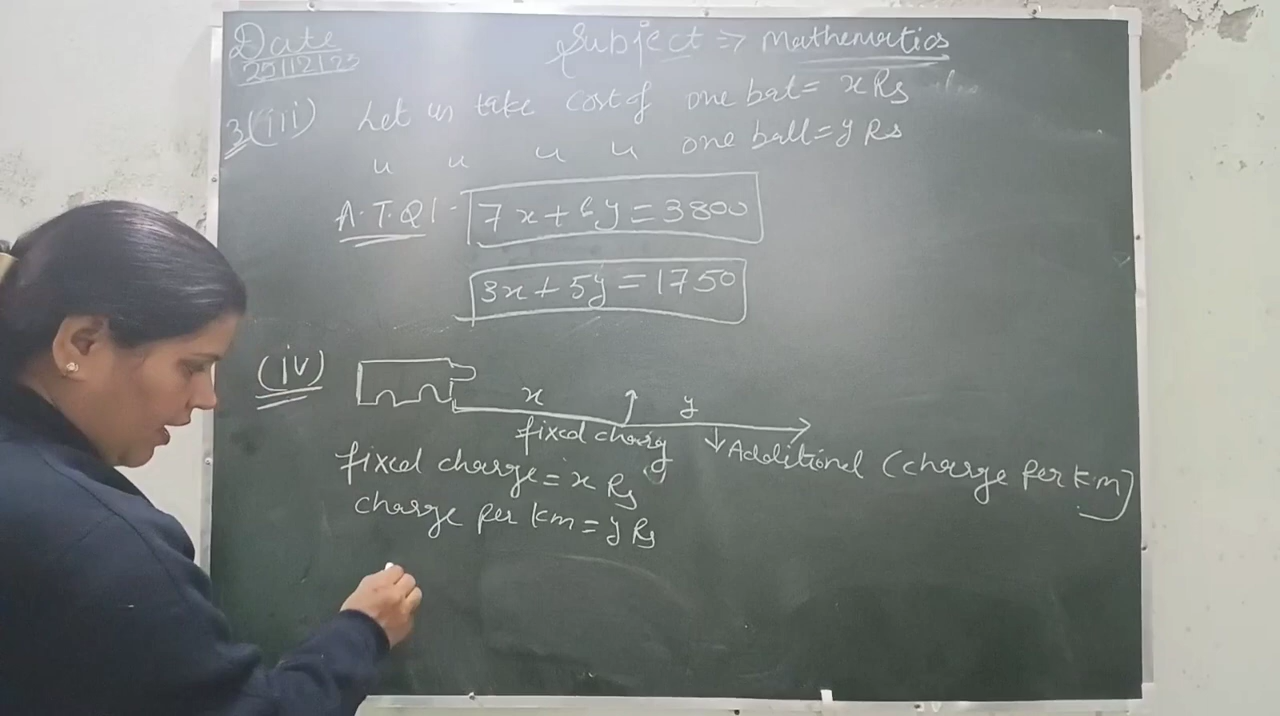 Date
Subject => Mathematics
25/12/23
3(iii) Let us take cost of one bat = x Rs
u u u u one ball = y Rs
A.T.Q1- 7x+6y=3800
3x+5y=1750
(iv)
x y
fixed charg
Additional (charge per k.m)
fixed charge = x Rs
charge per km = y Rs